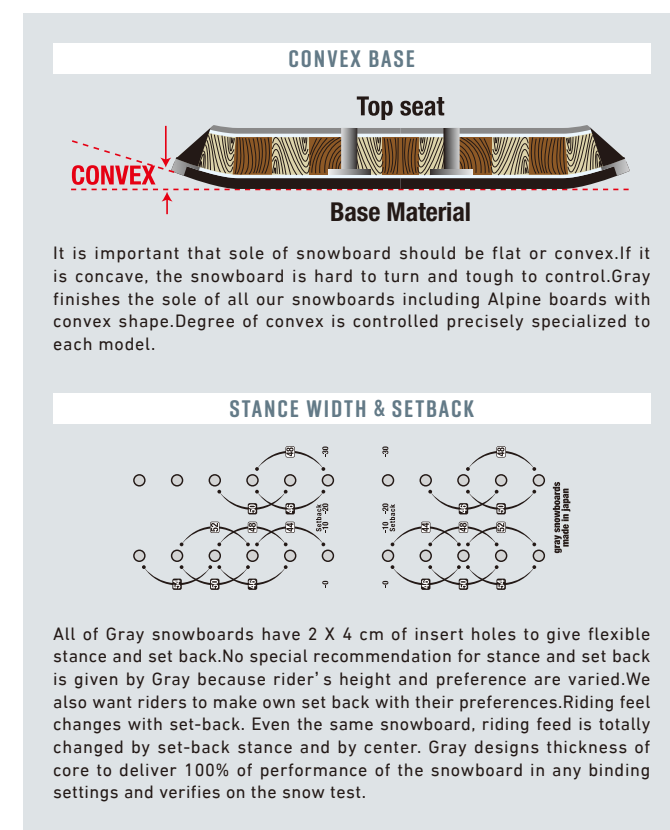 CONVEX BASE
Top seat
CONVEX
Base Material
It is important that sole of snowboard should be flat or convex.If it
is concave, the snowboard is hard to turn and tough to control.Gray
finishes the sole of all our snowboards including Alpine boards with
convex shape.Degree of convex is controlled precisely specialized to
each model.
STANCE WIDTH & SETBACK
48 -30 -30 48
50 46 Setback -20 -20 Setback 46 50
52 48 44 -10 -10 44 48 52
54 50 46 -0 -0 46 50 54
gray snowboards
made in japan
All of Gray snowboards have 2 X 4 cm of insert holes to give flexible
stance and set back.No special recommendation for stance and set back
is given by Gray because rider's height and preference are varied.We
also want riders to make own set back with their preferences.Riding feel
changes with set-back. Even the same snowboard, riding feed is totally
changed by set-back stance and by center. Gray designs thickness of
core to deliver 100% of performance of the snowboard in any binding
settings and verifies on the snow test.